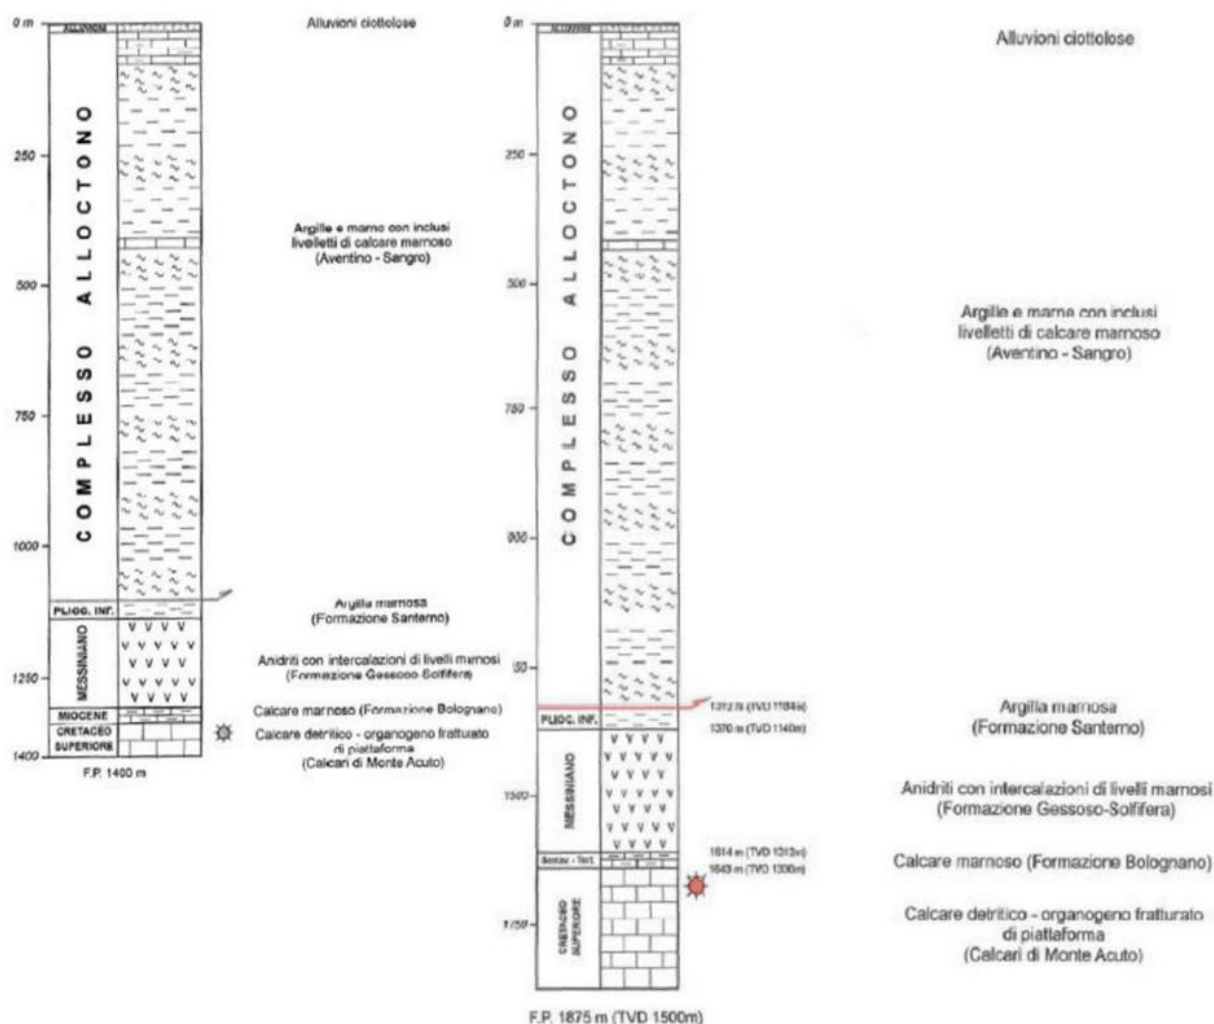 0 m
ALLUVIONI
Alluvioni ciottolose
COMPLESSO ALLOCTONO
250
Argille e marne con inclusi
livelletti di calcare marnoso
(Aventino - Sangro)
500
750
1000
PLIOC. INF.
Argilla marnosa
(Formazione Santerno)
MESSINIANO
Anidriti con intercalazioni di livelli marnosi
(Formazione Gessoso-Solfifera)
1250
MIOCENE
Calcare marnoso (Formazione Bolognano)
CRETACEO
SUPERIORE
Calcare detritico - organogeno fratturato
di piattaforma
(Calcari di Monte Acuto)
1400
F.P. 1400 m
0 m
ALLUVIONI
Alluvioni ciottolose
COMPLESSO ALLOCTONO
250
500
Argille e marne con inclusi
livelletti di calcare marnoso
(Aventino - Sangro)
750
1312 m (TVD 1104m)
PLIOC. INF.
1370 m (TVD 1140m)
Argilla marnosa
(Formazione Santerno)
MESSINIANO
1500
Anidriti con intercalazioni di livelli marnosi
(Formazione Gessoso-Solfifera)
1614 m (TVD 1313m)
1643 m (TVD 1330m)
Calcare marnoso (Formazione Bolognano)
CRETACEO
SUPERIORE
1750
Calcare detritico - organogeno fratturato
di piattaforma
(Calcari di Monte Acuto)
F.P. 1875 m (TVD 1500m)